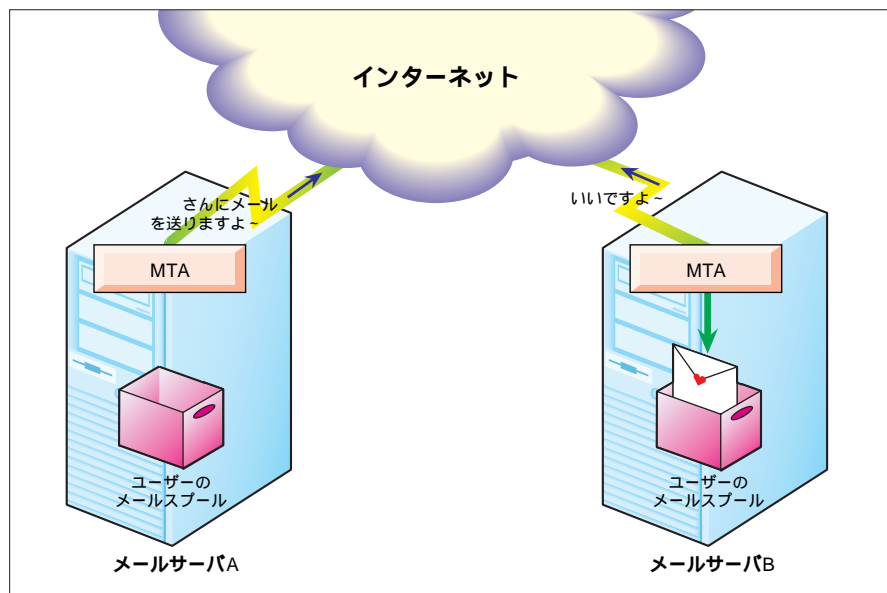 インターネット
さんにメール
を送りますよ~
いいですよ~
MTA
MTA
ユーザーの
メールスプール
ユーザーの
メールスプール
メールサーバA
メールサーバB